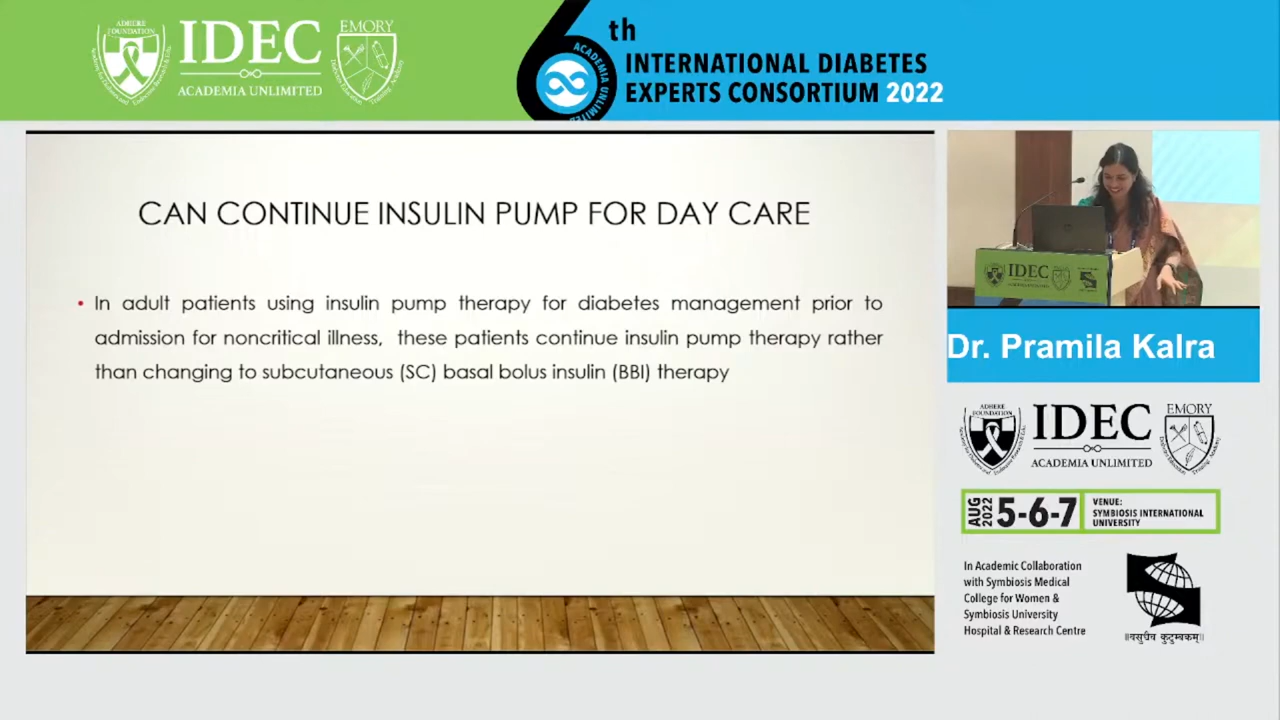 ADHERE
FOUNDATION
IDEC
ACADEMIA UNLIMITED
EMORY
6th
ACADEMIA UNLIMITED
INTERNATIONAL DIABETES
EXPERTS CONSORTIUM 2022
CAN CONTINUE INSULIN PUMP FOR DAY CARE
• In adult patients using insulin pump therapy for diabetes management prior to
admission for noncritical illness, these patients continue insulin pump therapy rather
than changing to subcutaneous (SC) basal bolus insulin (BBI) therapy
IDEC
Dr. Pramila Kalra
ADHERE
FOUNDATION
IDEC
ACADEMIA UNLIMITED
EMORY
AUG
2022
5-6-7
VENUE:
SYMBIOSIS INTERNATIONAL
UNIVERSITY
In Academic Collaboration
with Symbiosis Medical
College for Women &
Symbiosis University
Hospital & Research Centre
॥वसुधैव कुटुम्बकम्॥